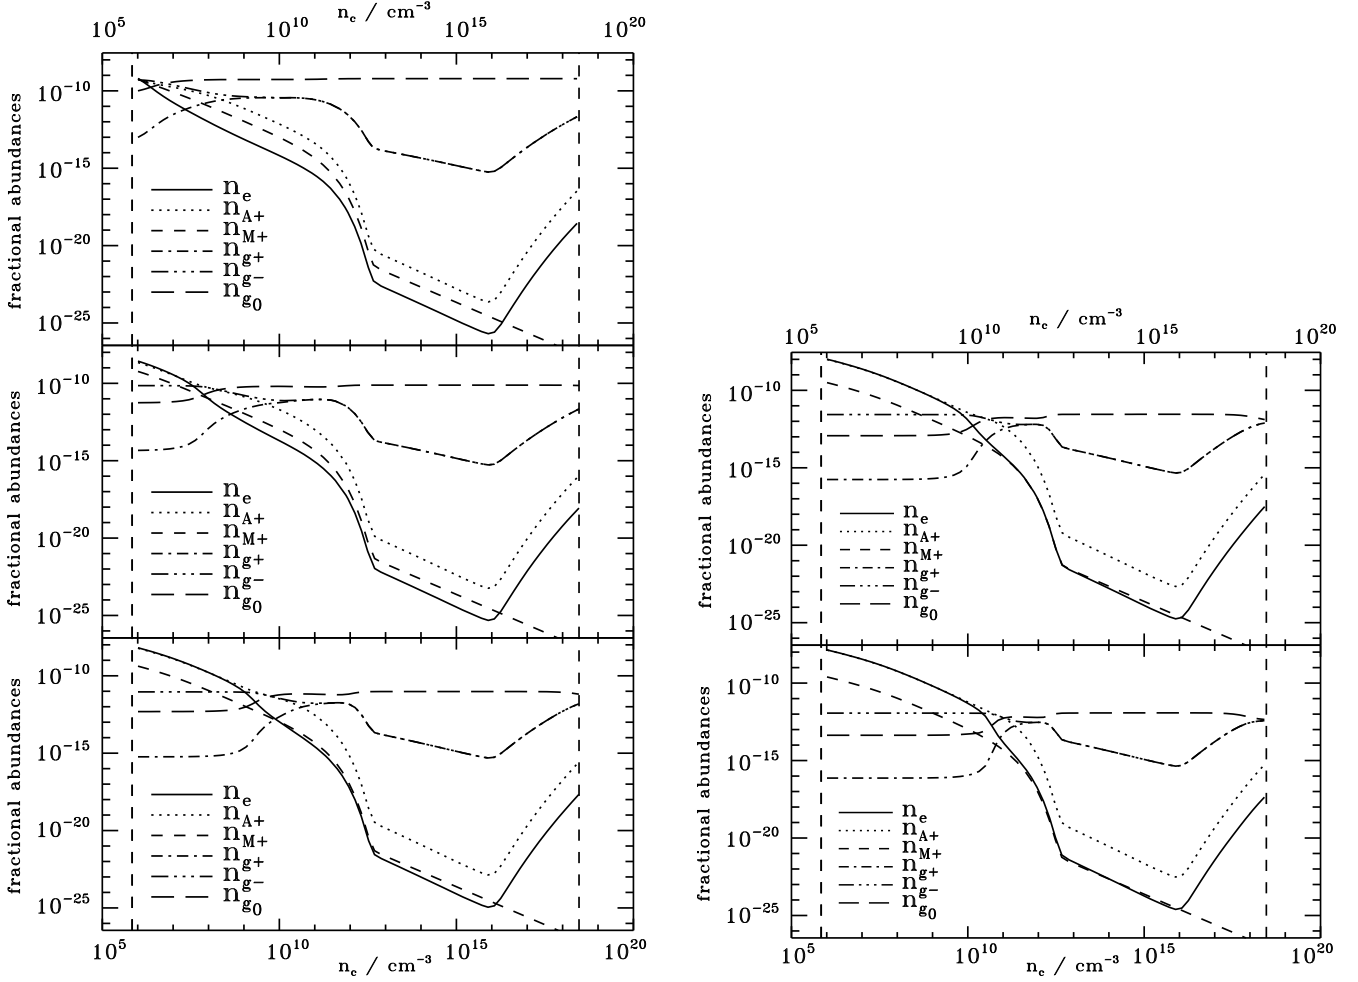 n_c / cm^-3
10^5 10^10 10^15 10^20
fractional abundances
10^-10
10^-15
10^-20
10^-25
n_e
n_A+
n_M+
n_g+
n_g-
n_g0
fractional abundances
10^-10
10^-15
10^-20
10^-25
n_e
n_A+
n_M+
n_g+
n_g-
n_g0
fractional abundances
10^-10
10^-15
10^-20
10^-25
n_e
n_A+
n_M+
n_g+
n_g-
n_g0
10^5 10^10 10^15 10^20
n_c / cm^-3
n_c / cm^-3
10^5 10^10 10^15 10^20
fractional abundances
10^-10
10^-15
10^-20
10^-25
n_e
n_A+
n_M+
n_g+
n_g-
n_g0
fractional abundances
10^-10
10^-15
10^-20
10^-25
n_e
n_A+
n_M+
n_g+
n_g-
n_g0
10^5 10^10 10^15 10^20
n_c / cm^-3